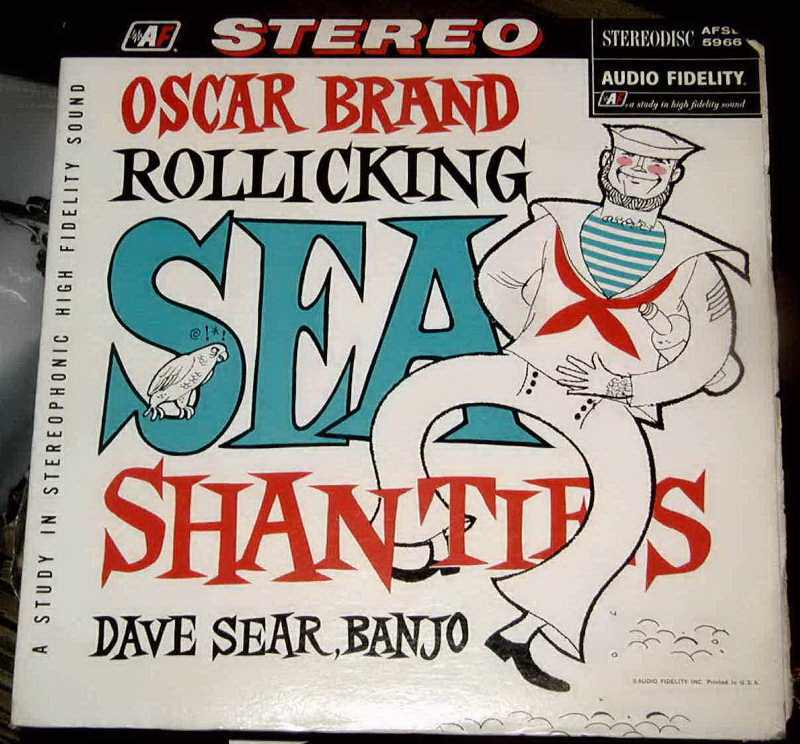 AF
STEREO
STEREODISC AFSD
5966
AUDIO FIDELITY.
AF a study in high fidelity sound
OSCAR BRAND
ROLLICKING
SEA
@!*!
SHANTIES
DAVE SEAR, BANJO
A STUDY IN STEREOPHONIC HIGH FIDELITY SOUND
©AUDIO FIDELITY INC. Printed in U.S.A.